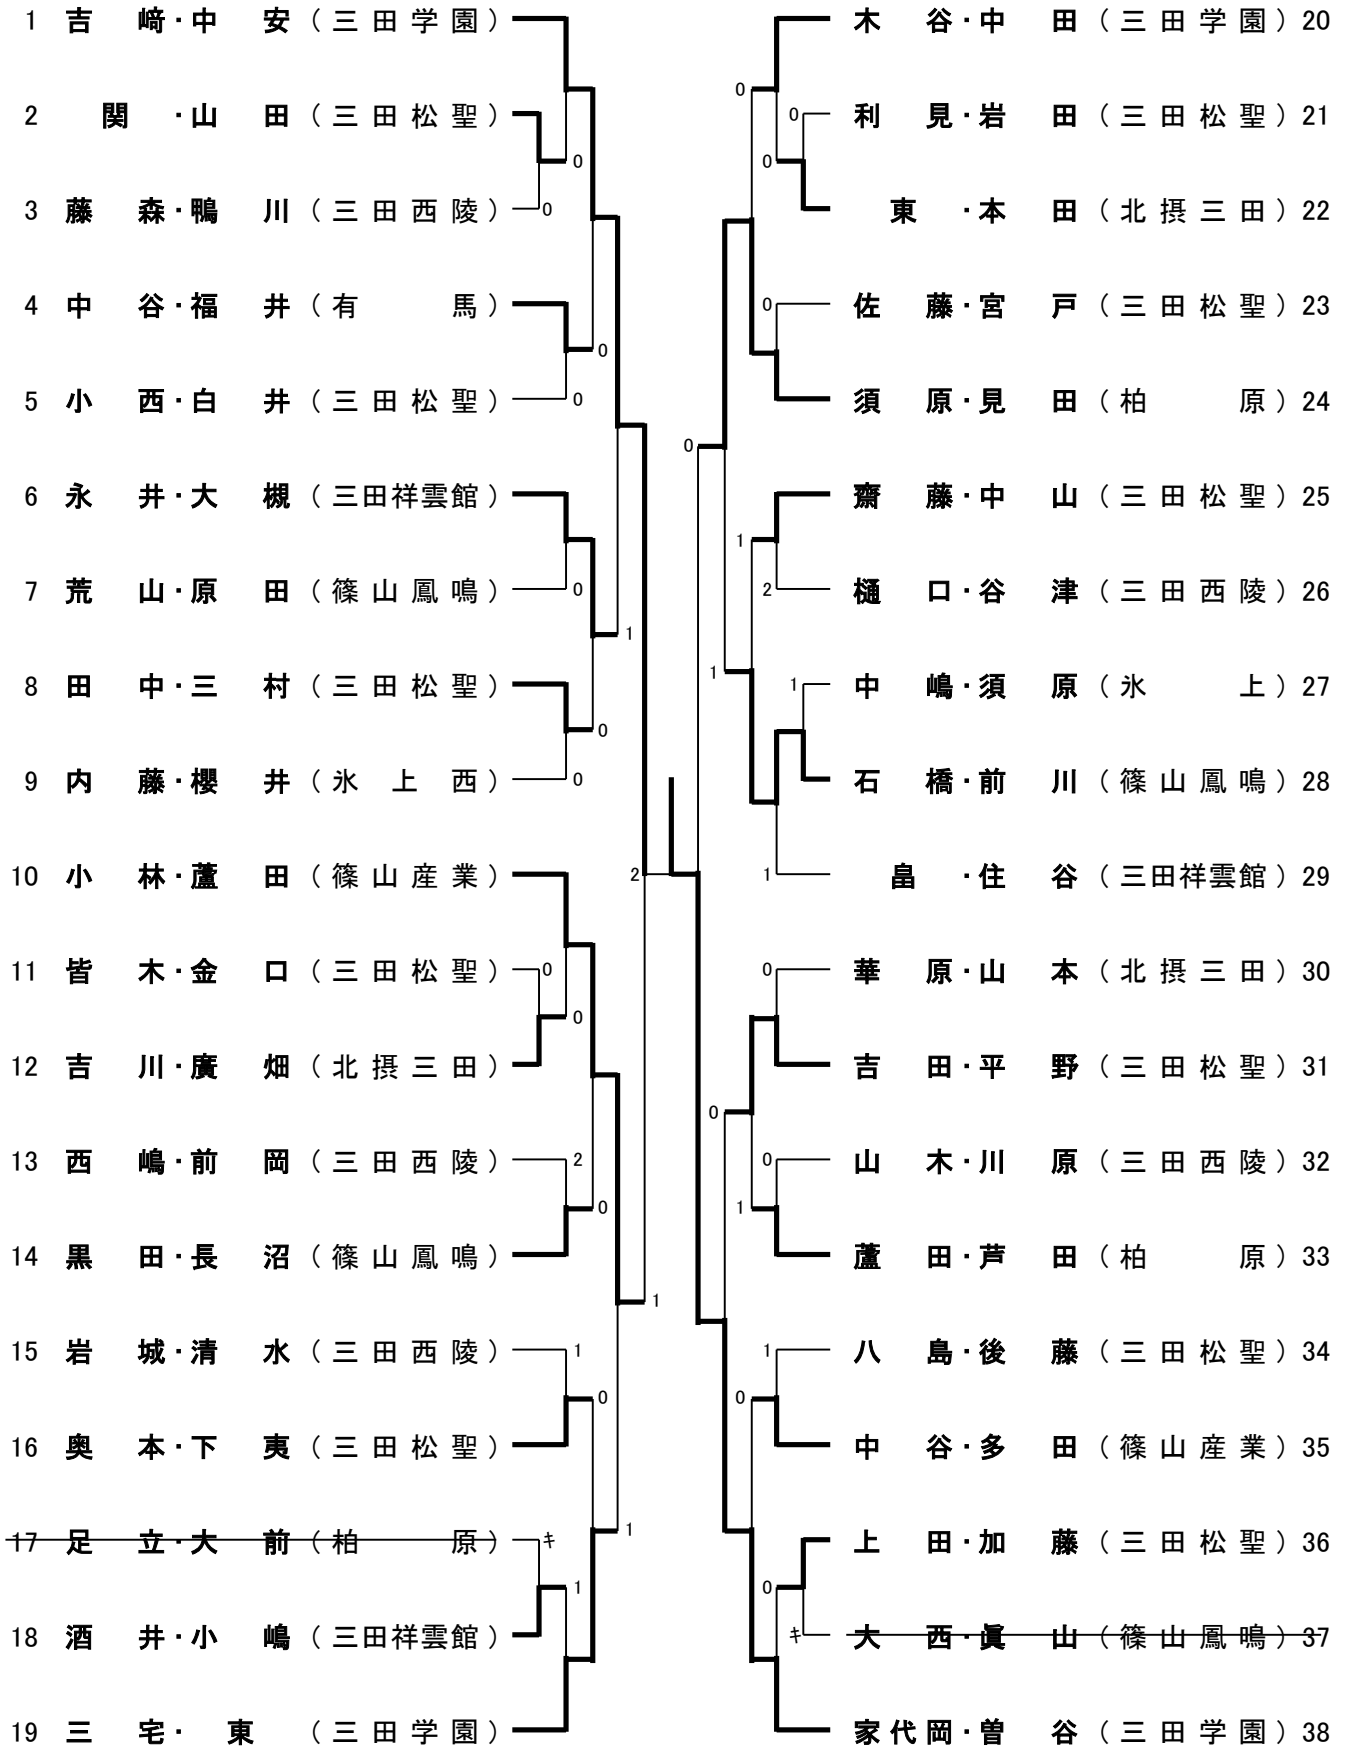 1 吉 﨑・中 安 （ 三 田 学 園 ）
2 関 ・山 田 （ 三 田 松 聖 ）
0
3 藤 森・鴨 川 （ 三 田 西 陵 ） 0
4 中 谷・福 井 （ 有 馬 ）
0
5 小 西・白 井 （ 三 田 松 聖 ） 0
6 永 井・大 槻 （ 三田祥雲館 ）
7 荒 山・原 田 （ 篠 山 鳳 鳴 ） 0
1
8 田 中・三 村 （ 三 田 松 聖 ）
0
9 内 藤・櫻 井 （ 氷 上 西 ） 0
10 小 林・蘆 田 （ 篠 山 産 業 ） 2
11 皆 木・金 口 （ 三 田 松 聖 ） 0
0
12 吉 川・廣 畑 （ 北 摂 三 田 ）
13 西 嶋・前 岡 （ 三 田 西 陵 ） 2
0
14 黒 田・長 沼 （ 篠 山 鳳 鳴 ）
1
15 岩 城・清 水 （ 三 田 西 陵 ） 1
0
16 奥 本・下 夷 （ 三 田 松 聖 ）
1
17 足 立・大 前 （ 柏 原 ） キ
1
18 酒 井・小 嶋 （ 三田祥雲館 ）
19 三 宅・ 東 （ 三 田 学 園 ）
木 谷・中 田 （ 三 田 学 園 ） 20
0
0 利 見・岩 田 （ 三 田 松 聖 ） 21
0
東 ・本 田 （ 北 摂 三 田 ） 22
0 佐 藤・宮 戸 （ 三 田 松 聖 ） 23
須 原・見 田 （ 柏 原 ） 24
0
齋 藤・中 山 （ 三 田 松 聖 ） 25
1
2 樋 口・谷 津 （ 三 田 西 陵 ） 26
1
1 中 嶋・須 原 （ 氷 上 ） 27
石 橋・前 川 （ 篠 山 鳳 鳴 ） 28
1 畠 ・住 谷 （ 三田祥雲館 ） 29
0 華 原・山 本 （ 北 摂 三 田 ） 30
吉 田・平 野 （ 三 田 松 聖 ） 31
0
0 山 木・川 原 （ 三 田 西 陵 ） 32
1
蘆 田・芦 田 （ 柏 原 ） 33
1 八 島・後 藤 （ 三 田 松 聖 ） 34
0
中 谷・多 田 （ 篠 山 産 業 ） 35
上 田・加 藤 （ 三 田 松 聖 ） 36
0
キ 大 西・眞 山 （ 篠 山 鳳 鳴 ） 37
家代岡・曽 谷 （ 三 田 学 園 ） 38